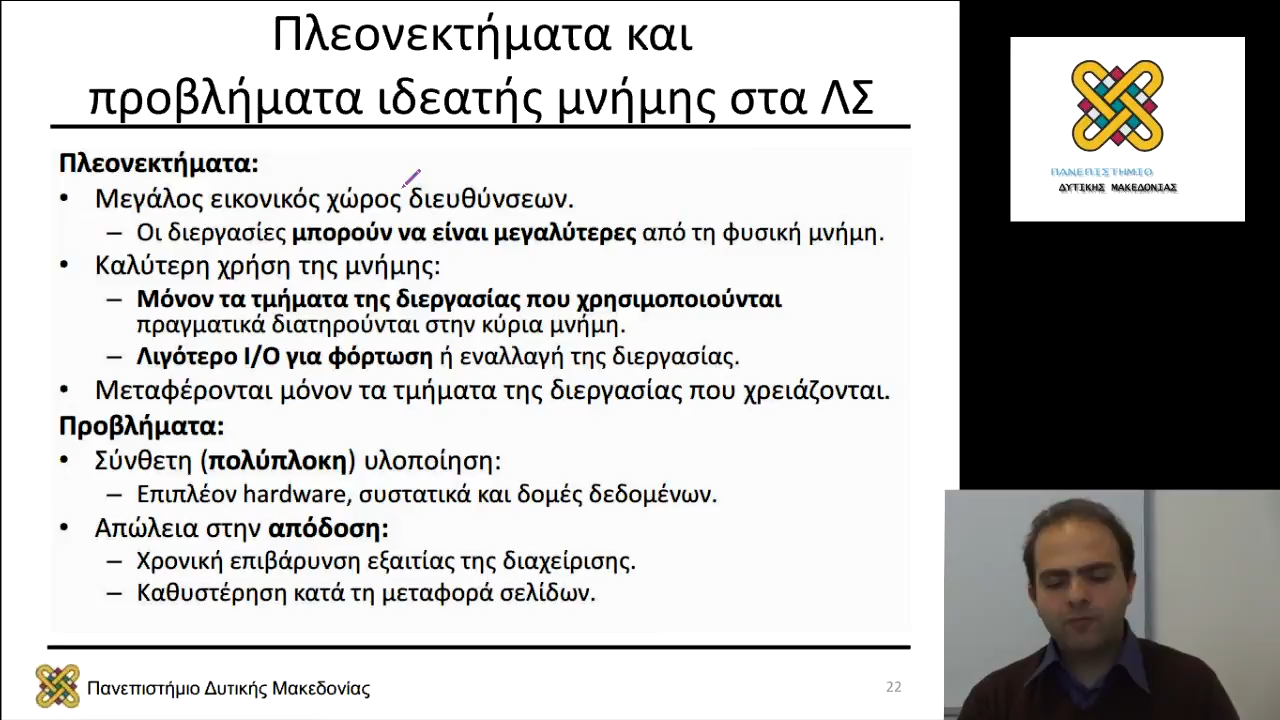 Πλεονεκτήματα και
προβλήματα ιδεατής μνήμης στα ΛΣ
Πλεονεκτήματα:
• Μεγάλος εικονικός χώρος διευθύνσεων.
– Οι διεργασίες μπορούν να είναι μεγαλύτερες από τη φυσική μνήμη.
• Καλύτερη χρήση της μνήμης:
– Μόνον τα τμήματα της διεργασίας που χρησιμοποιούνται
πραγματικά διατηρούνται στην κύρια μνήμη.
– Λιγότερο I/O για φόρτωση ή εναλλαγή της διεργασίας.
• Μεταφέρονται μόνον τα τμήματα της διεργασίας που χρειάζονται.
Προβλήματα:
• Σύνθετη (πολύπλοκη) υλοποίηση:
– Επιπλέον hardware, συστατικά και δομές δεδομένων.
• Απώλεια στην απόδοση:
– Χρονική επιβάρυνση εξαιτίας της διαχείρισης.
– Καθυστέρηση κατά τη μεταφορά σελίδων.
Πανεπιστήμιο Δυτικής Μακεδονίας
22
ΠΑΝΕΠΙΣΤΗΜΙΟ
ΔΥΤΙΚΗΣ ΜΑΚΕΔΟΝΙΑΣ